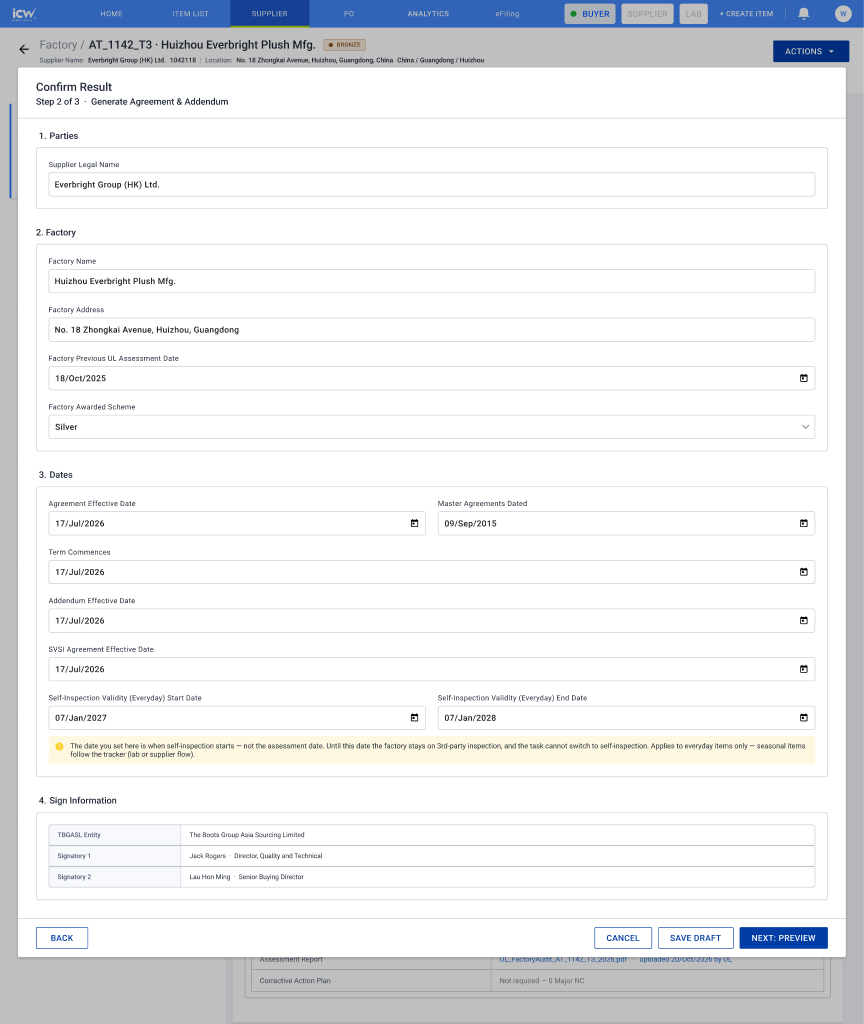 icw
HOME
ITEM LIST
SUPPLIER
PO
ANALYTICS
eFiling
BUYER
SUPPLIER
LAB
+ CREATE ITEM
W
Factory / AT_1142_T3 · Huizhou Everbright Plush Mfg.
BRONZE
Supplier Name: Everbright Group (HK) Ltd. 1042118 | Location: No. 18 Zhongkai Avenue, Huizhou, Guangdong, China China / Guangdong / Huizhou
ACTIONS
Confirm Result
Step 2 of 3 · Generate Agreement & Addendum
1. Parties
Supplier Legal Name
Everbright Group (HK) Ltd.
2. Factory
Factory Name
Huizhou Everbright Plush Mfg.
Factory Address
No. 18 Zhongkai Avenue, Huizhou, Guangdong
Factory Previous UL Assessment Date
18/Oct/2025
Factory Awarded Scheme
Silver
3. Dates
Agreement Effective Date
Master Agreements Dated
17/Jul/2026
09/Sep/2015
Term Commences
17/Jul/2026
Addendum Effective Date
17/Jul/2026
SVSI Agreement Effective Date
17/Jul/2026
Self-Inspection Validity (Everyday) Start Date
Self-Inspection Validity (Everyday) End Date
07/Jan/2027
07/Jan/2028
The date you set here is when self-inspection starts — not the assessment date. Until this date the factory stays on 3rd-party inspection, and the task cannot switch to self-inspection. Applies to everyday items only — seasonal items
follow the tracker (lab or supplier flow).
4. Sign Information
TBGASL Entity
The Boots Group Asia Sourcing Limited
Signatory 1
Jack Rogers · Director, Quality and Technical
Signatory 2
Lau Hon Ming · Senior Buying Director
BACK
CANCEL
SAVE DRAFT
NEXT: PREVIEW
Assessment Report
UL_FactoryAudit_AT_1142_T3_2026.pdf · uploaded 20/Oct/2026 by UL
Corrective Action Plan
Not required — 0 Major NC